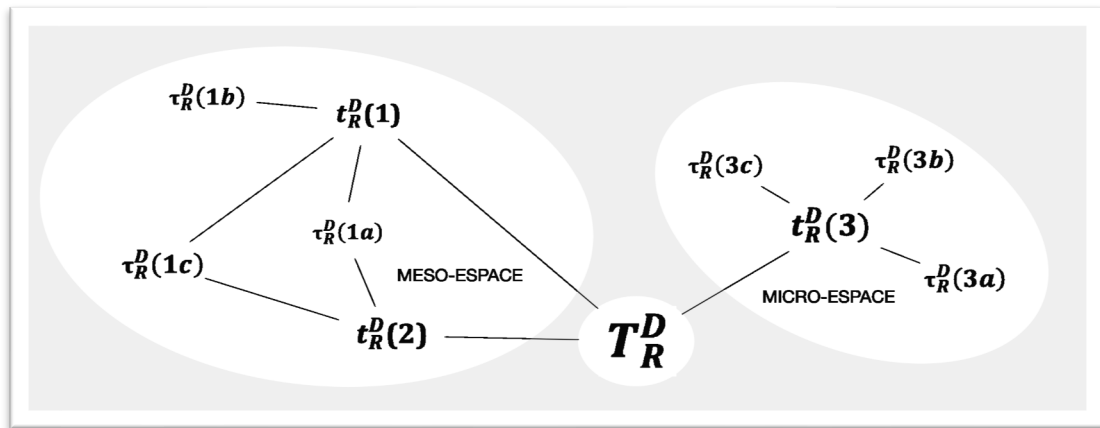 τ_R^D(1b)
t_R^D(1)
τ_R^D(1a)
τ_R^D(1c)
MESO-ESPACE
t_R^D(2)
T_R^D
τ_R^D(3c)
τ_R^D(3b)
t_R^D(3)
τ_R^D(3a)
MICRO-ESPACE